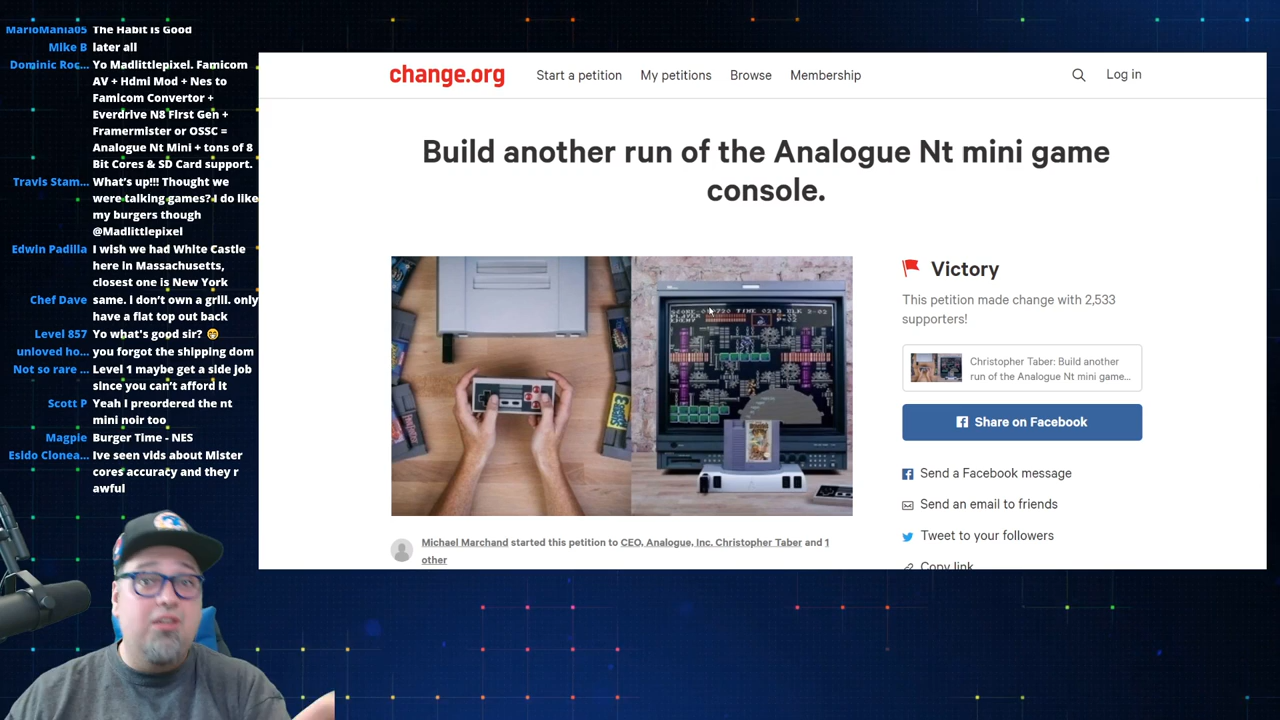 MarioMania05 The Habit is Good
Mike B later all
Dominic Roc... Yo Madlittlepixel. Famicom
AV + Hdmi Mod + Nes to
Famicom Convertor +
Everdrive N8 First Gen +
Framermister or OSSC =
Analogue Nt Mini + tons of 8
Bit Cores & SD Card support.
Travis Stam... What's up!!! Thought we
were talking games? I do like
my burgers though
@Madlittlepixel
Edwin Padilla I wish we had White Castle
here in Massachusetts,
closest one is New York
Chef Dave same. I don't own a grill. only
have a flat top out back
Level 857 Yo what's good sir? 😁
unloved ho... you forgot the shipping dom
Not so rare ... Level 1 maybe get a side job
since you can't afford it
Scott P Yeah I preordered the nt
mini noir too
Magpie Burger Time - NES
Esido Clonea... Ive seen vids about Mister
cores accuracy and they r
awful
change.org
Start a petition
My petitions
Browse
Membership
Log in
Build another run of the Analogue Nt mini game
console.
SCORE-
TIME 0293
2-02
PLAYER
ENEMY
Victory
This petition made change with 2,533
supporters!
Christopher Taber: Build another
run of the Analogue Nt mini game...
Share on Facebook
Send a Facebook message
Send an email to friends
Tweet to your followers
Copy link
Michael Marchand started this petition to CEO, Analogue, Inc. Christopher Taber and 1
other